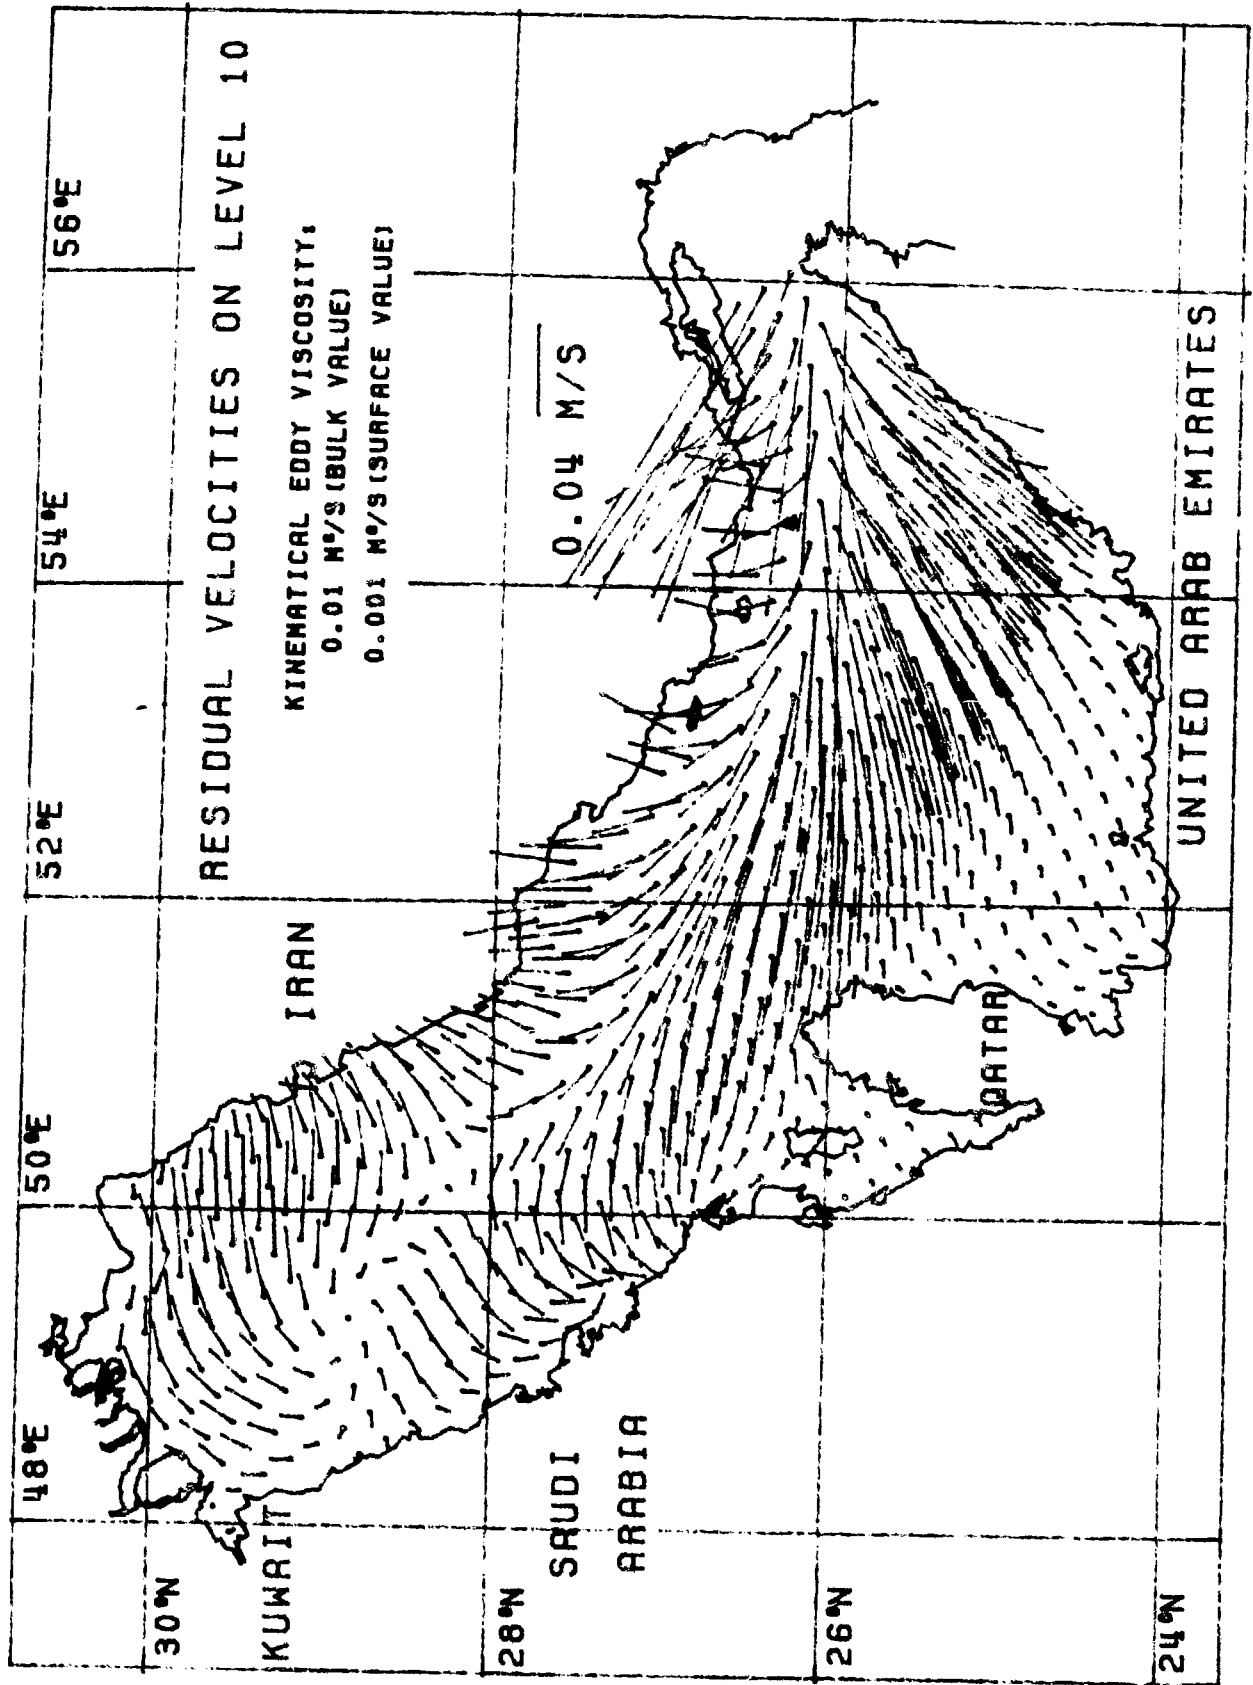 RESIDUAL VELOCITIES ON LEVEL 10
KINEMATICAL EDDY VISCOSITY:
0.01 M²/S (BULK VALUE)
0.001 M²/S (SURFACE VALUE)
0.04 M/S
48°E
50°E
52°E
54°E
56°E
30°N
28°N
26°N
24°N
KUWAIT
IRAN
SAUDI
ARABIA
QATAR
UNITED ARAB EMIRATES